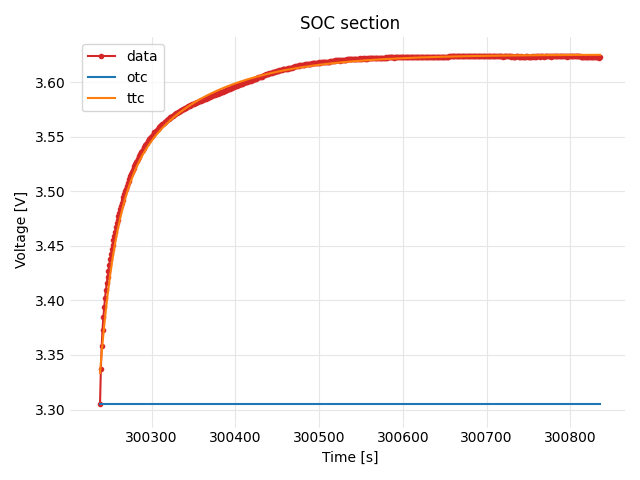 SOC section
data
otc
ttc
3.60
3.55
3.50
3.45
3.40
3.35
3.30
Voltage [V]
300300 300400 300500 300600 300700 300800
Time [s]